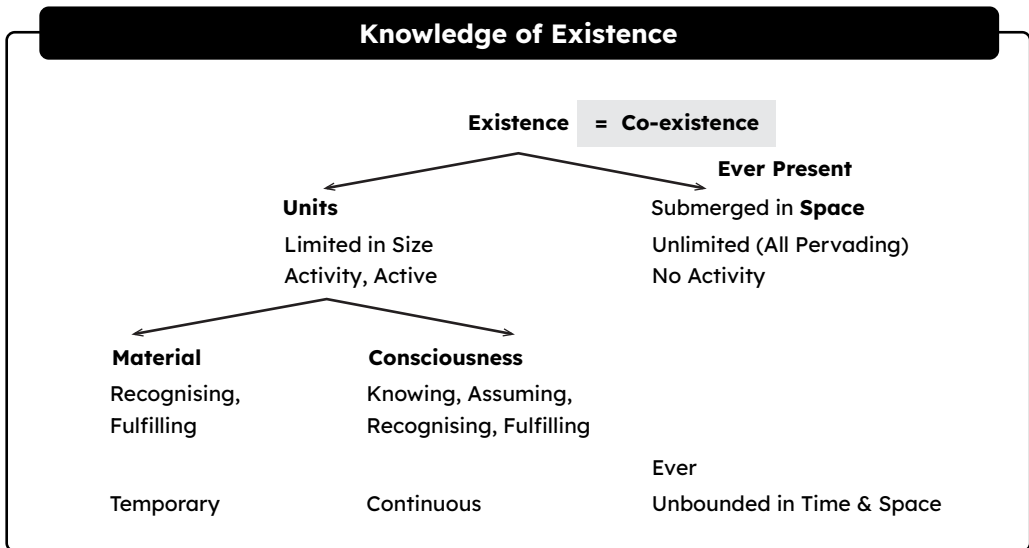 Knowledge of Existence
Existence = Co-existence
Ever Present
Units
Submerged in Space
Limited in Size
Unlimited (All Pervading)
Activity, Active
No Activity
Material
Consciousness
Recognising,
Knowing, Assuming,
Fulfilling
Recognising, Fulfilling
Ever
Temporary
Continuous
Unbounded in Time & Space